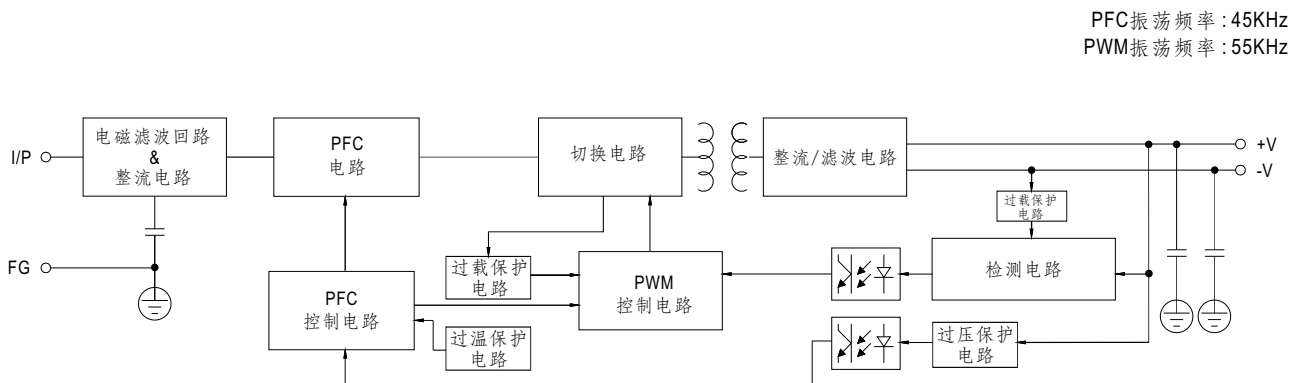 PFC振荡频率 : 45KHz
PWM振荡频率 : 55KHz
I/P
电磁滤波回路
&
整流电路
PFC
电路
切换电路
整流/滤波电路
+V
-V
过载保护
电路
FG
PFC
控制电路
过载保护
电路
过温保护
电路
PWM
控制电路
检测电路
过压保护
电路